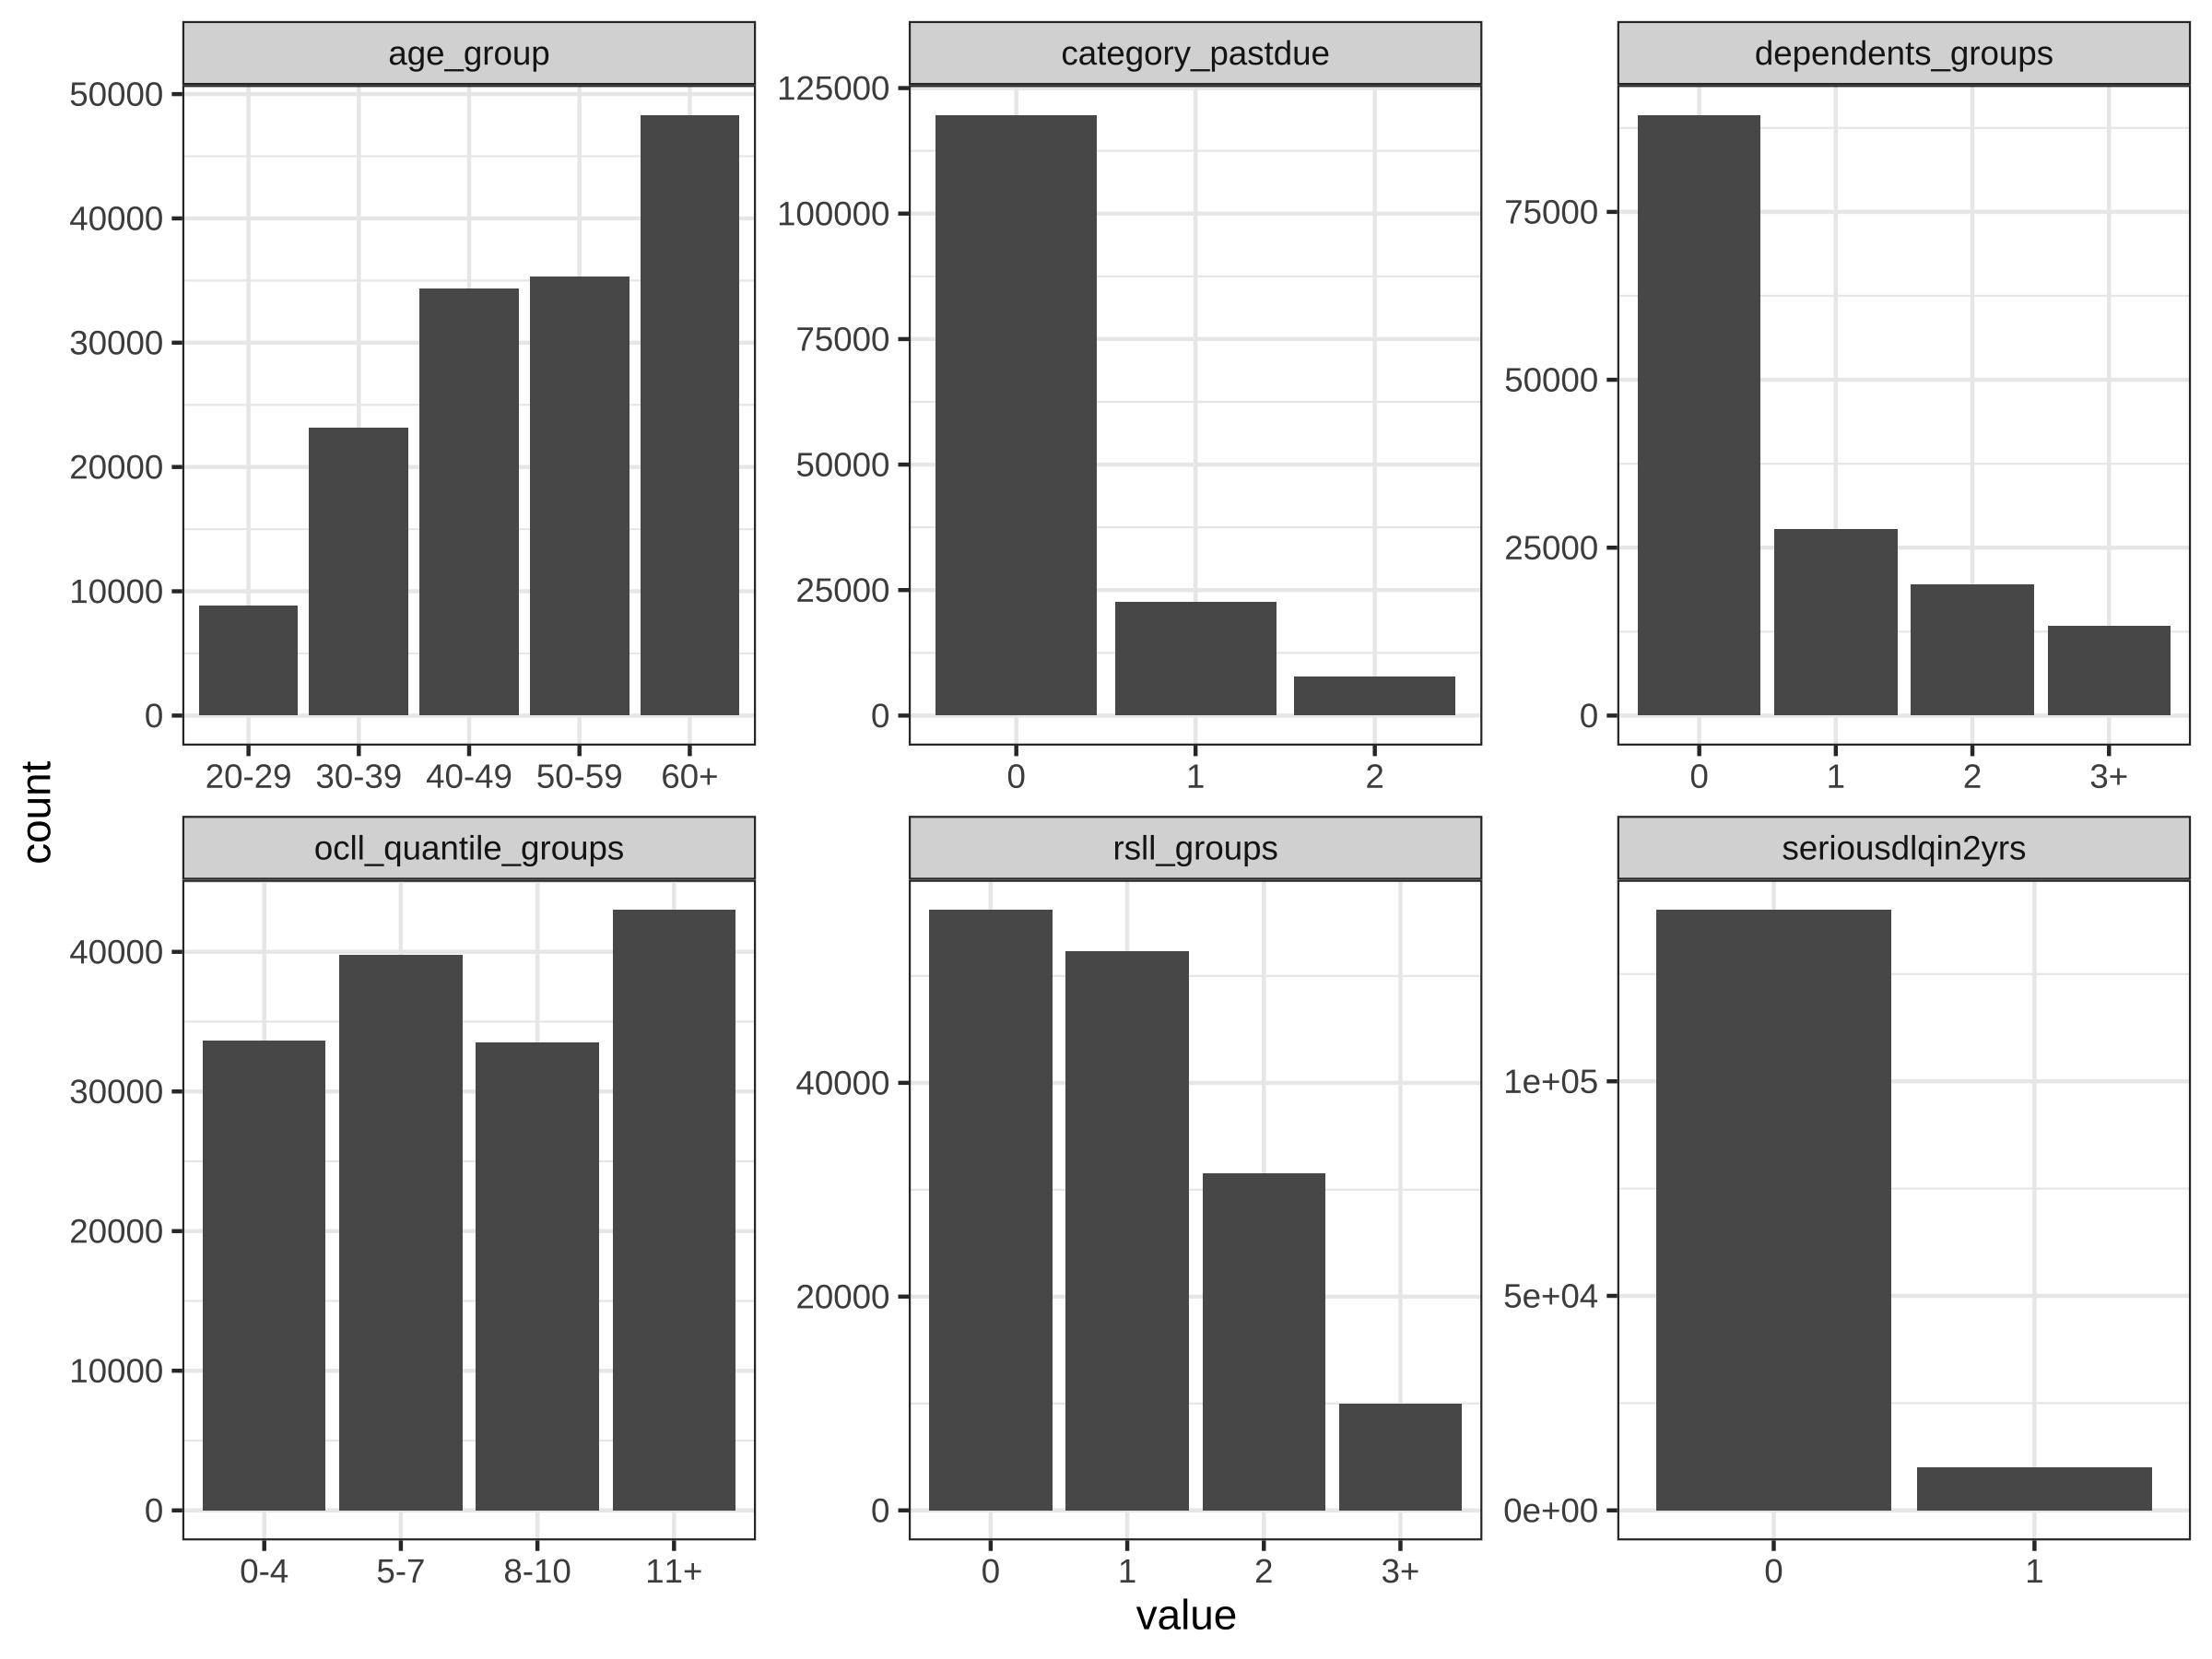 age_group
category_pastdue
dependents_groups
50000
40000
30000
20000
10000
0
125000
100000
75000
50000
25000
0
75000
50000
25000
0
20-29 30-39 40-49 50-59 60+
0 1 2
0 1 2 3+
count
ocll_quantile_groups
rsll_groups
seriousdlqin2yrs
40000
30000
20000
10000
0
40000
20000
0
1e+05
5e+04
0e+00
0-4 5-7 8-10 11+
0 1 2 3+
0 1
value